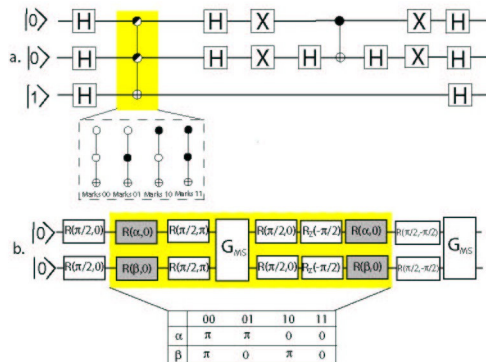 |0⟩ H H X X H
a. |0⟩ H H X H H X H
|1⟩ H H
Marks 00 Marks 01 Marks 10 Marks 11
|0⟩ R(π/2,0) R(α,0) R(π/2,π) G_MS R(π/2,0) R_Z(-π/2) R(α,0) R(π/2,-π/2) G_MS
b.
|0⟩ R(π/2,0) R(β,0) R(π/2,π) R(π/2,0) R_Z(-π/2) R(β,0) R(π/2,-π/2)
00 01 10 11
α π π 0 0
β π 0 π 0